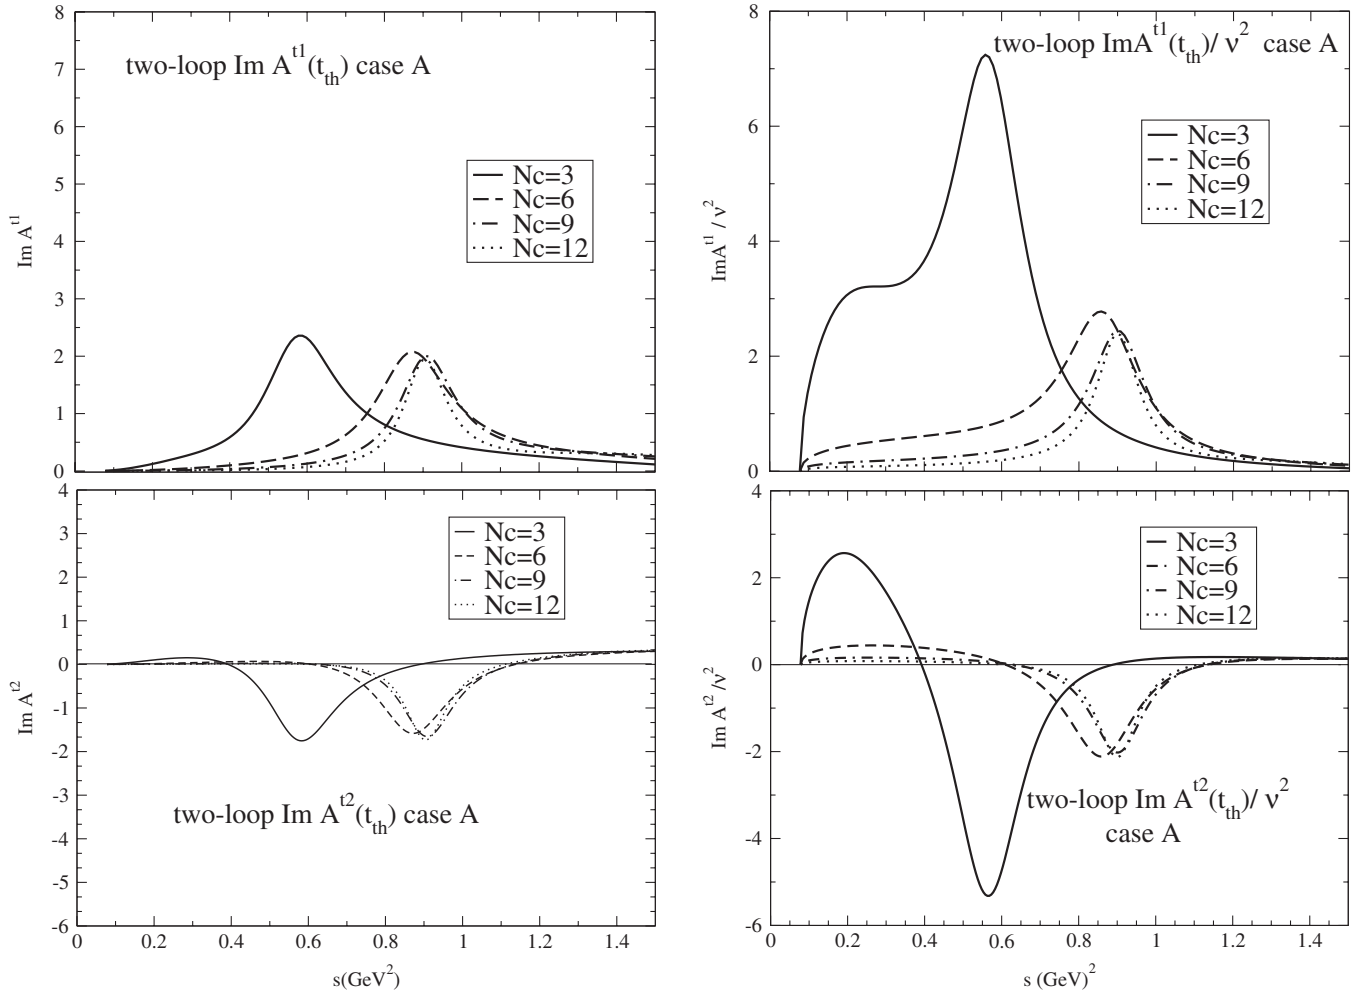 8
two-loop Im A^t1(t_th) case A
7
6
Nc=3
Nc=6
Nc=9
Nc=12
5
4
3
2
1
0
Im A^t1
8
two-loop ImA^t1(t_th)/ ν^2 case A
6
Nc=3
Nc=6
Nc=9
Nc=12
4
2
0
ImA^t1 / ν^2
4
Nc=3
Nc=6
Nc=9
Nc=12
3
2
1
0
-1
-2
-3
two-loop Im A^t2(t_th) case A
-4
-5
-6
Im A^t2
0 0.2 0.4 0.6 0.8 1 1.2 1.4
s(GeV^2)
4
Nc=3
Nc=6
Nc=9
Nc=12
2
0
-2
two-loop Im A^t2(t_th)/ ν^2
case A
-4
-6
Im A^t2 /ν^2
0 0.2 0.4 0.6 0.8 1 1.2 1.4
s (GeV)^2